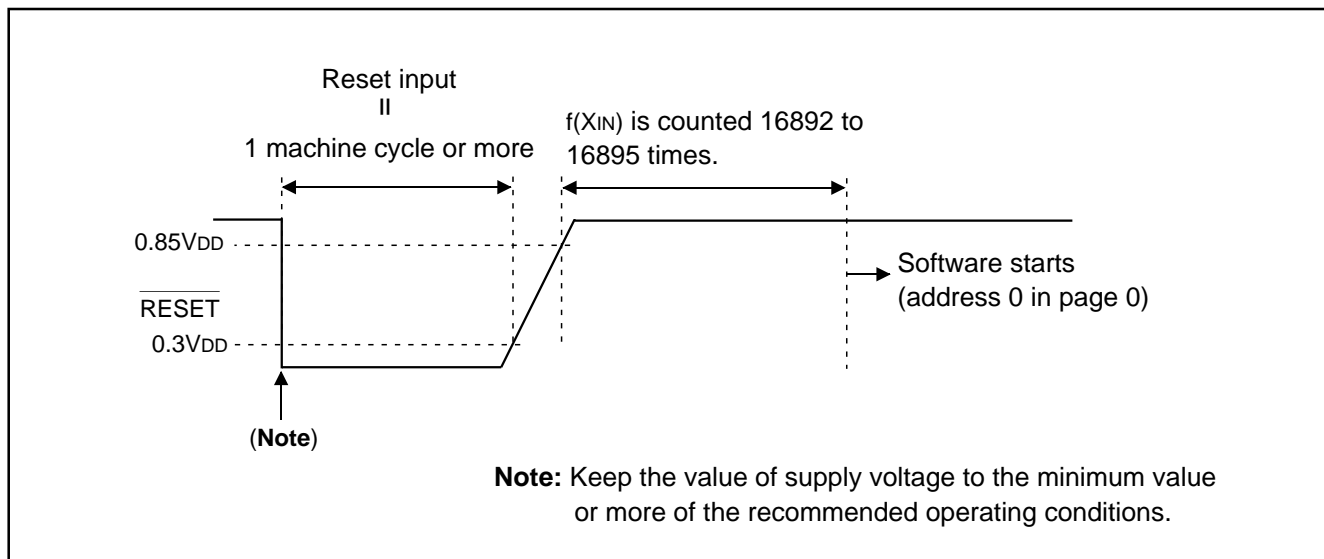 Reset input
=
1 machine cycle or more
f(XIN) is counted 16892 to
16895 times.
0.85VDD
RESET
0.3VDD
Software starts
(address 0 in page 0)
(Note)
Note: Keep the value of supply voltage to the minimum value
or more of the recommended operating conditions.